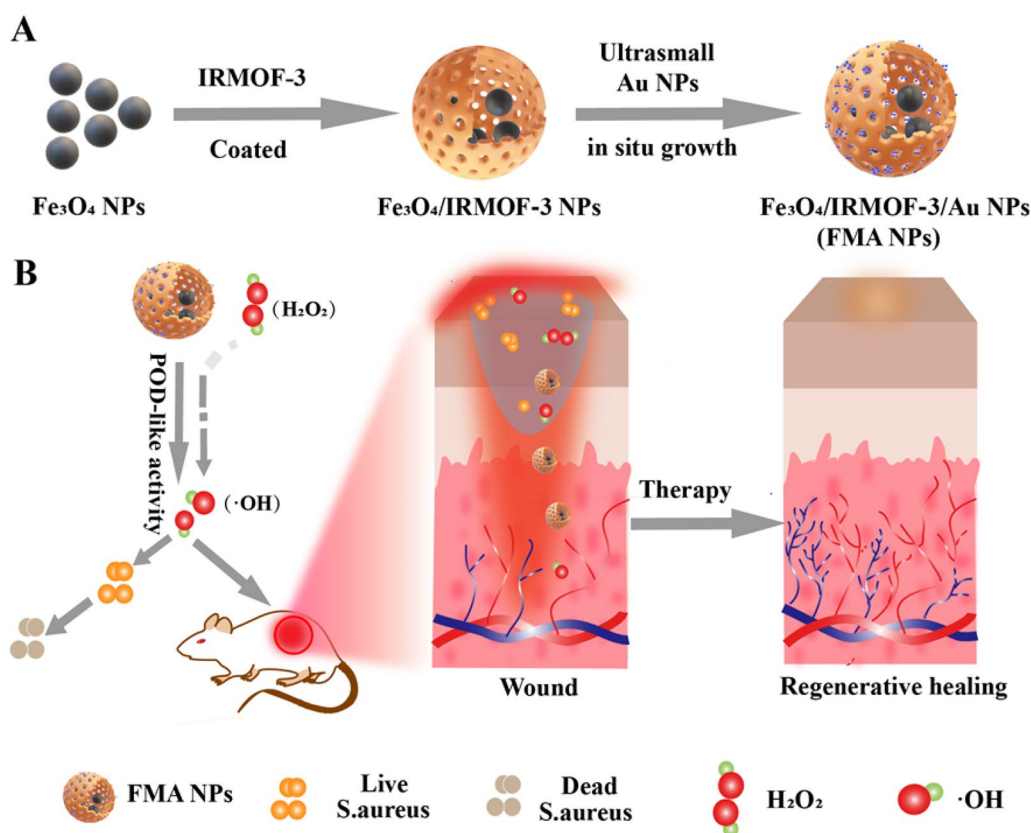 A
IRMOF-3
Coated
Ultrasmall
Au NPs
in situ growth
Fe₃O₄ NPs
Fe₃O₄/IRMOF-3 NPs
Fe₃O₄/IRMOF-3/Au NPs
(FMA NPs)
B
(H₂O₂)
POD-like activity
(·OH)
Therapy
Wound
Regenerative healing
FMA NPs
Live
S.aureus
Dead
S.aureus
H₂O₂
·OH